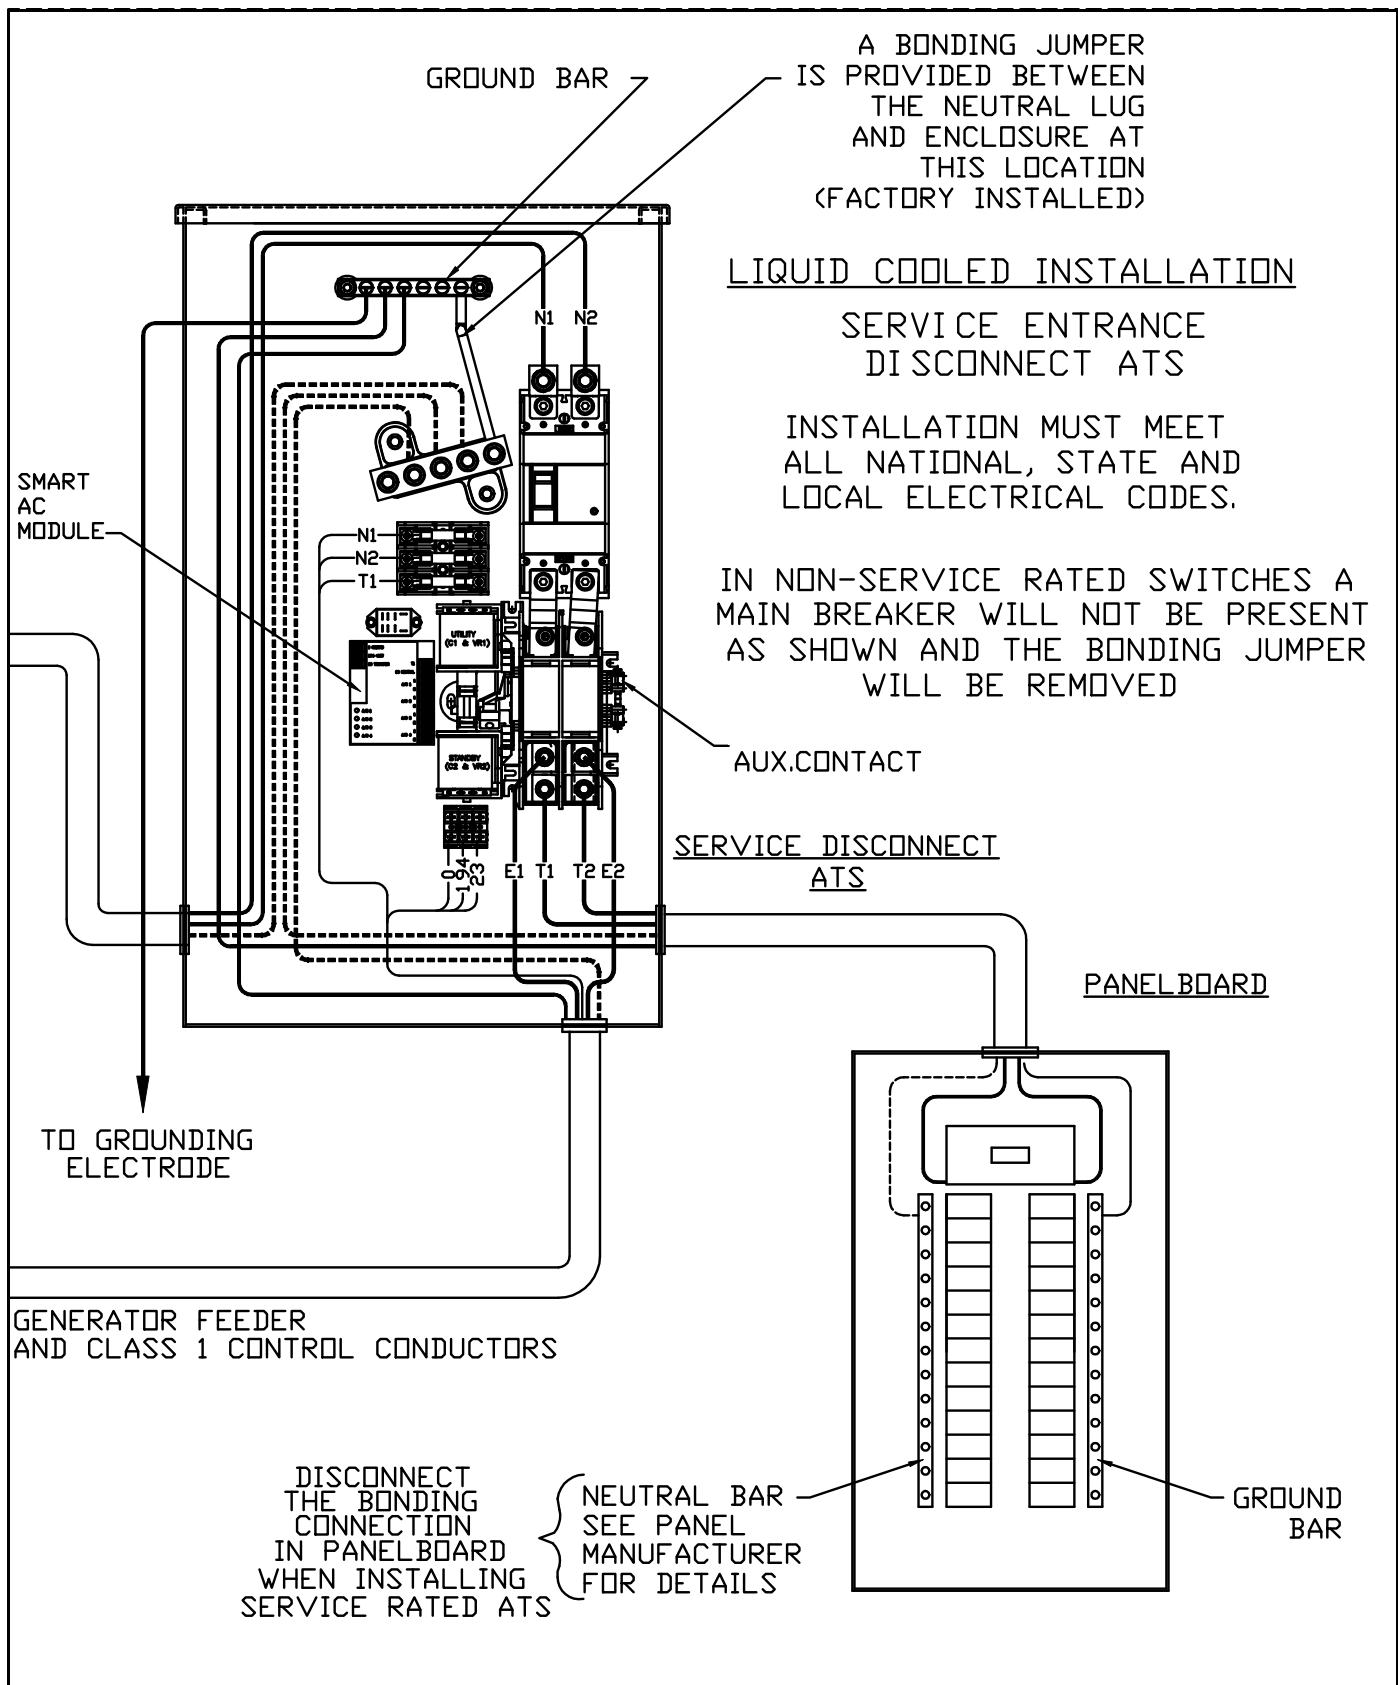 GROUND BAR
A BONDING JUMPER
IS PROVIDED BETWEEN
THE NEUTRAL LUG
AND ENCLOSURE AT
THIS LOCATION
(FACTORY INSTALLED)
LIQUID COOLED INSTALLATION
SERVICE ENTRANCE
DISCONNECT ATS
INSTALLATION MUST MEET
ALL NATIONAL, STATE AND
LOCAL ELECTRICAL CODES.
IN NON-SERVICE RATED SWITCHES A
MAIN BREAKER WILL NOT BE PRESENT
AS SHOWN AND THE BONDING JUMPER
WILL BE REMOVED
N1 N2
SMART
AC
MODULE
N1
N2
T1
UTILITY
(C1 & VR1)
STANDBY
(C2 & VR2)
AUX.CONTACT
SERVICE DISCONNECT
ATS
0
194
23
E1 T1 T2 E2
PANELBOARD
TO GROUNDING
ELECTRODE
GENERATOR FEEDER
AND CLASS 1 CONTROL CONDUCTORS
DISCONNECT
THE BONDING
CONNECTION
IN PANELBOARD
WHEN INSTALLING
SERVICE RATED ATS
NEUTRAL BAR
SEE PANEL
MANUFACTURER
FOR DETAILS
GROUND
BAR